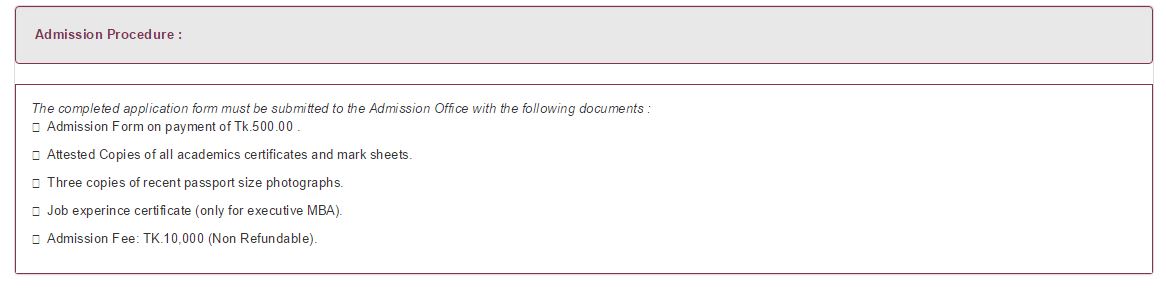 Admission Procedure :
The completed application form must be submitted to the Admission Office with the following documents :
▯ Admission Form on payment of Tk.500.00 .
▯ Attested Copies of all academics certificates and mark sheets.
▯ Three copies of recent passport size photographs.
▯ Job experince certificate (only for executive MBA).
▯ Admission Fee: TK.10,000 (Non Refundable).